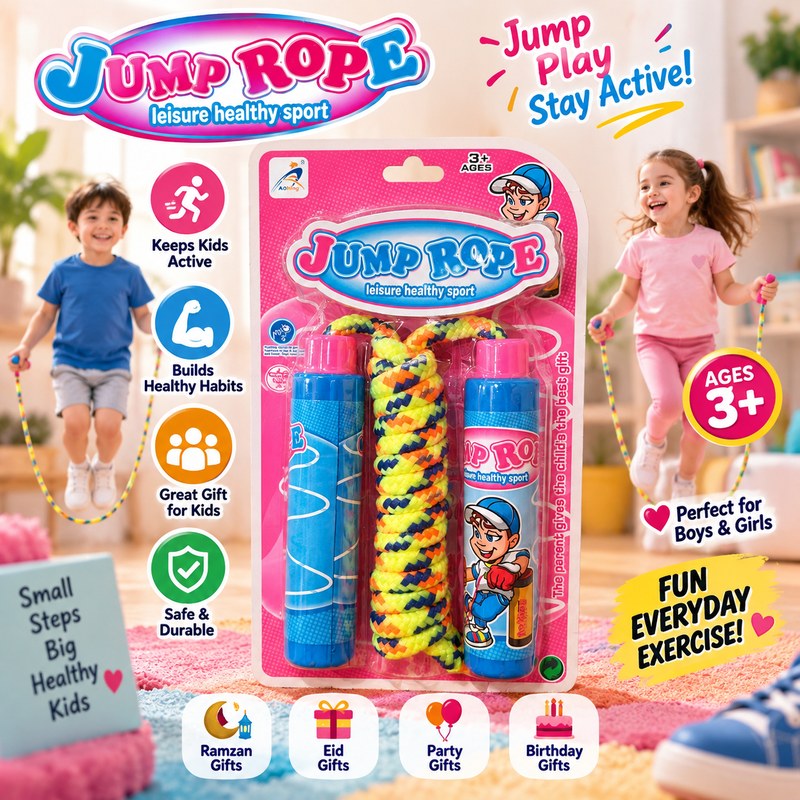 JUMP ROPE
leisure healthy sport
Jump
Play
Stay Active!
3+
AGES
JUMP ROPE
leisure healthy sport
Keeps Kids
Active
Builds
Healthy Habits
Great Gift
for Kids
Safe &
Durable
The parent gives the child's the best gift
E
MP RO
leisure healthy sport
AGES
3+
Perfect for
Boys & Girls
FUN
EVERYDAY
EXERCISE!
Small
Steps
Big
Healthy
Kids
Ramzan
Gifts
Eid
Gifts
Party
Gifts
Birthday
Gifts